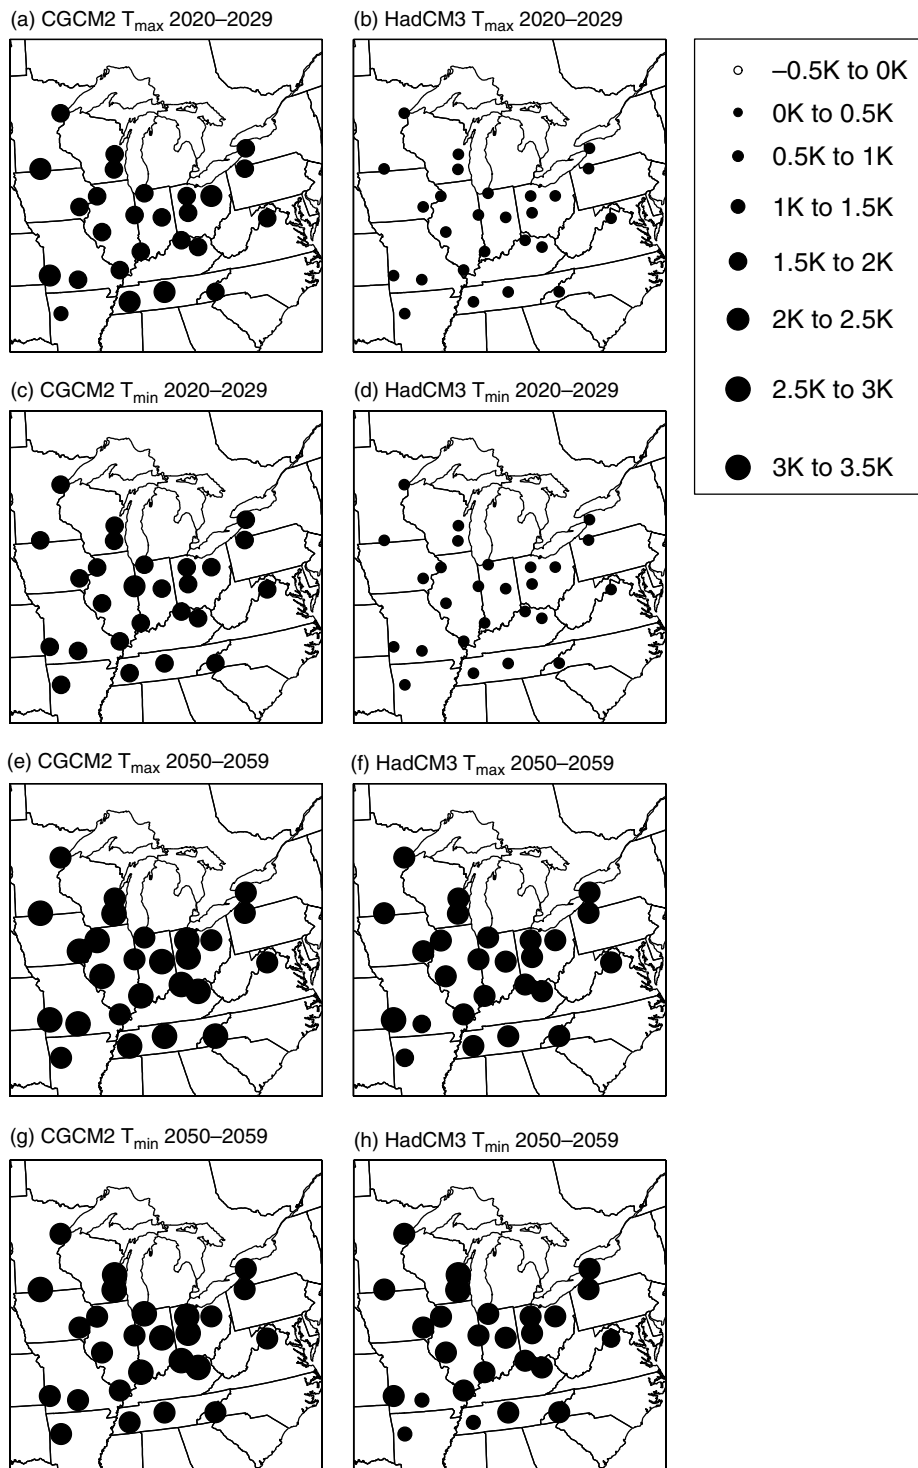 (a) CGCM2 Tmax 2020–2029
(b) HadCM3 Tmax 2020–2029
–0.5K to 0K
0K to 0.5K
0.5K to 1K
1K to 1.5K
1.5K to 2K
2K to 2.5K
2.5K to 3K
3K to 3.5K
(c) CGCM2 Tmin 2020–2029
(d) HadCM3 Tmin 2020–2029
(e) CGCM2 Tmax 2050–2059
(f) HadCM3 Tmax 2050–2059
(g) CGCM2 Tmin 2050–2059
(h) HadCM3 Tmin 2050–2059